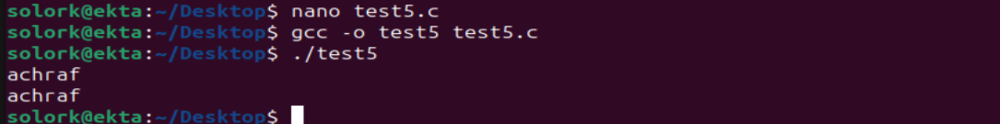 solork@ekta:~/Desktop$ nano test5.c
solork@ekta:~/Desktop$ gcc -o test5 test5.c
solork@ekta:~/Desktop$ ./test5
achraf
achraf
solork@ekta:~/Desktop$